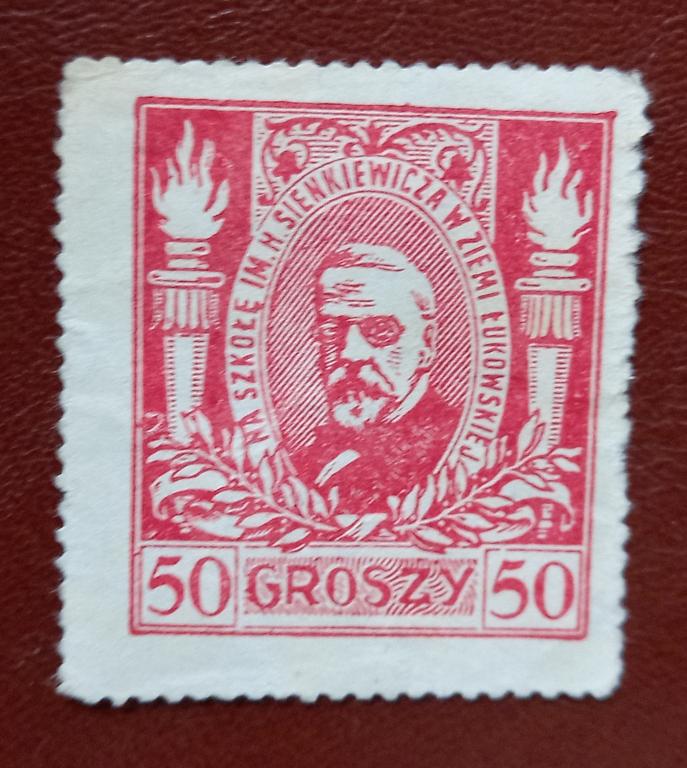 NA SZKOŁĘ IM. H. SIENKIEWICZA W ZIEMI ŁUKOWSKIEJ
50 GROSZY 50